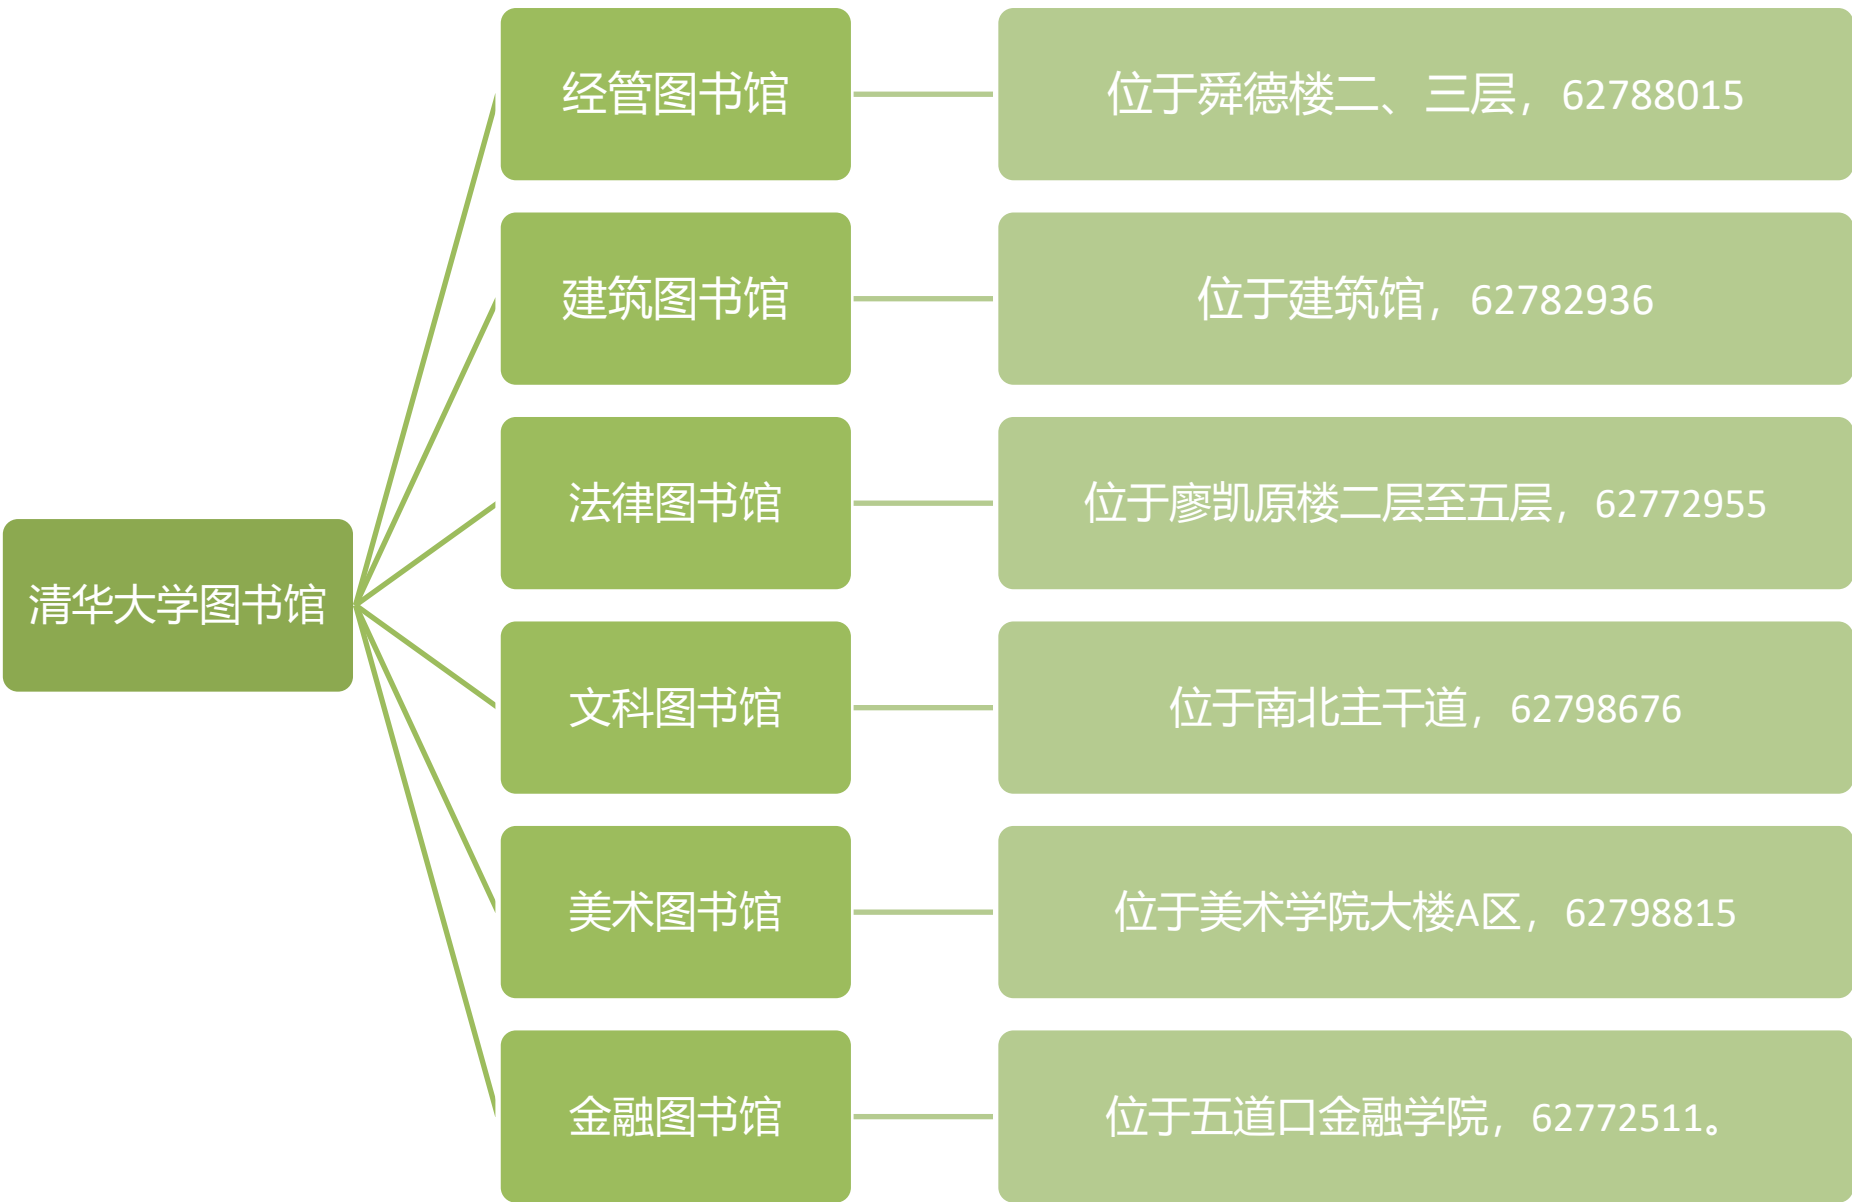 清华大学图书馆
经管图书馆
位于舜德楼二、三层，62788015
建筑图书馆
位于建筑馆，62782936
法律图书馆
位于廖凯原楼二层至五层，62772955
文科图书馆
位于南北主干道，62798676
美术图书馆
位于美术学院大楼A区，62798815
金融图书馆
位于五道口金融学院，62772511。